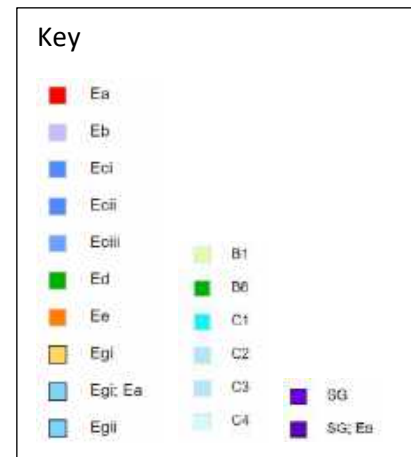 Key
Ea
Eb
Eci
Ecii
Eciii
Ed
Ee
Egi
Egi; Ea
Egii
B1
B6
C1
C2
C3
C4
SG
SG; Ea